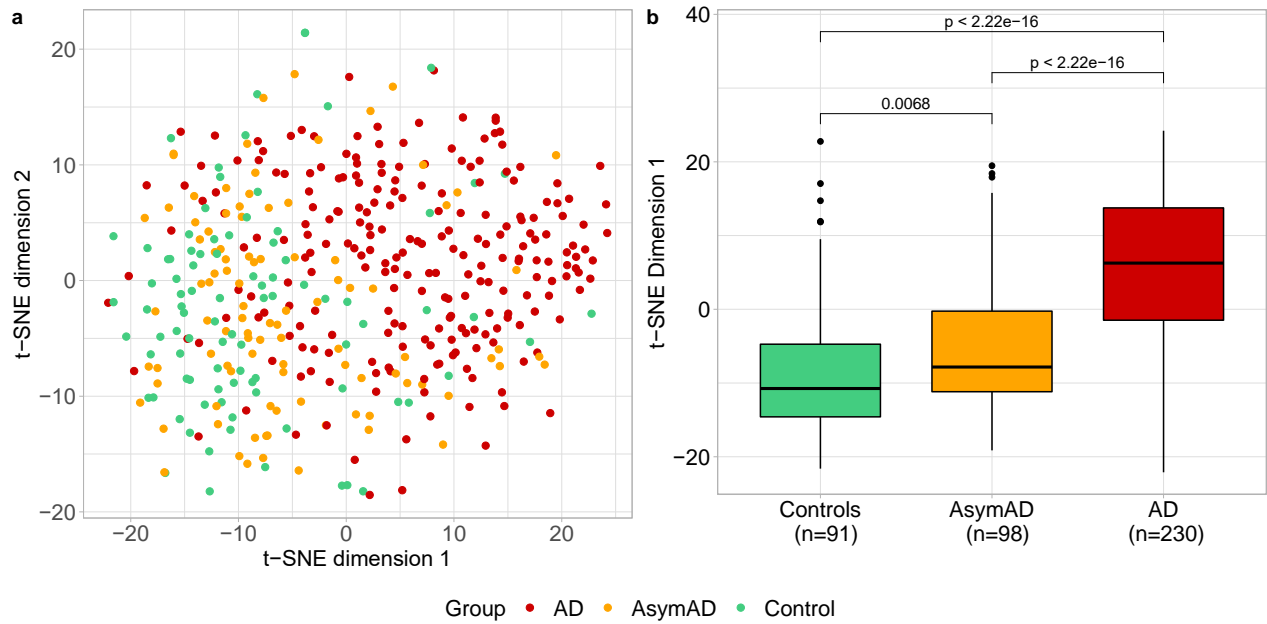 a
20
10
0
−10
−20
−20
−10
0
10
20
t−SNE dimension 2
t−SNE dimension 1
b
40
20
0
−20
t−SNE Dimension 1
p < 2.22e−16
p < 2.22e−16
0.0068
Controls
(n=91)
AsymAD
(n=98)
AD
(n=230)
Group AD AsymAD Control